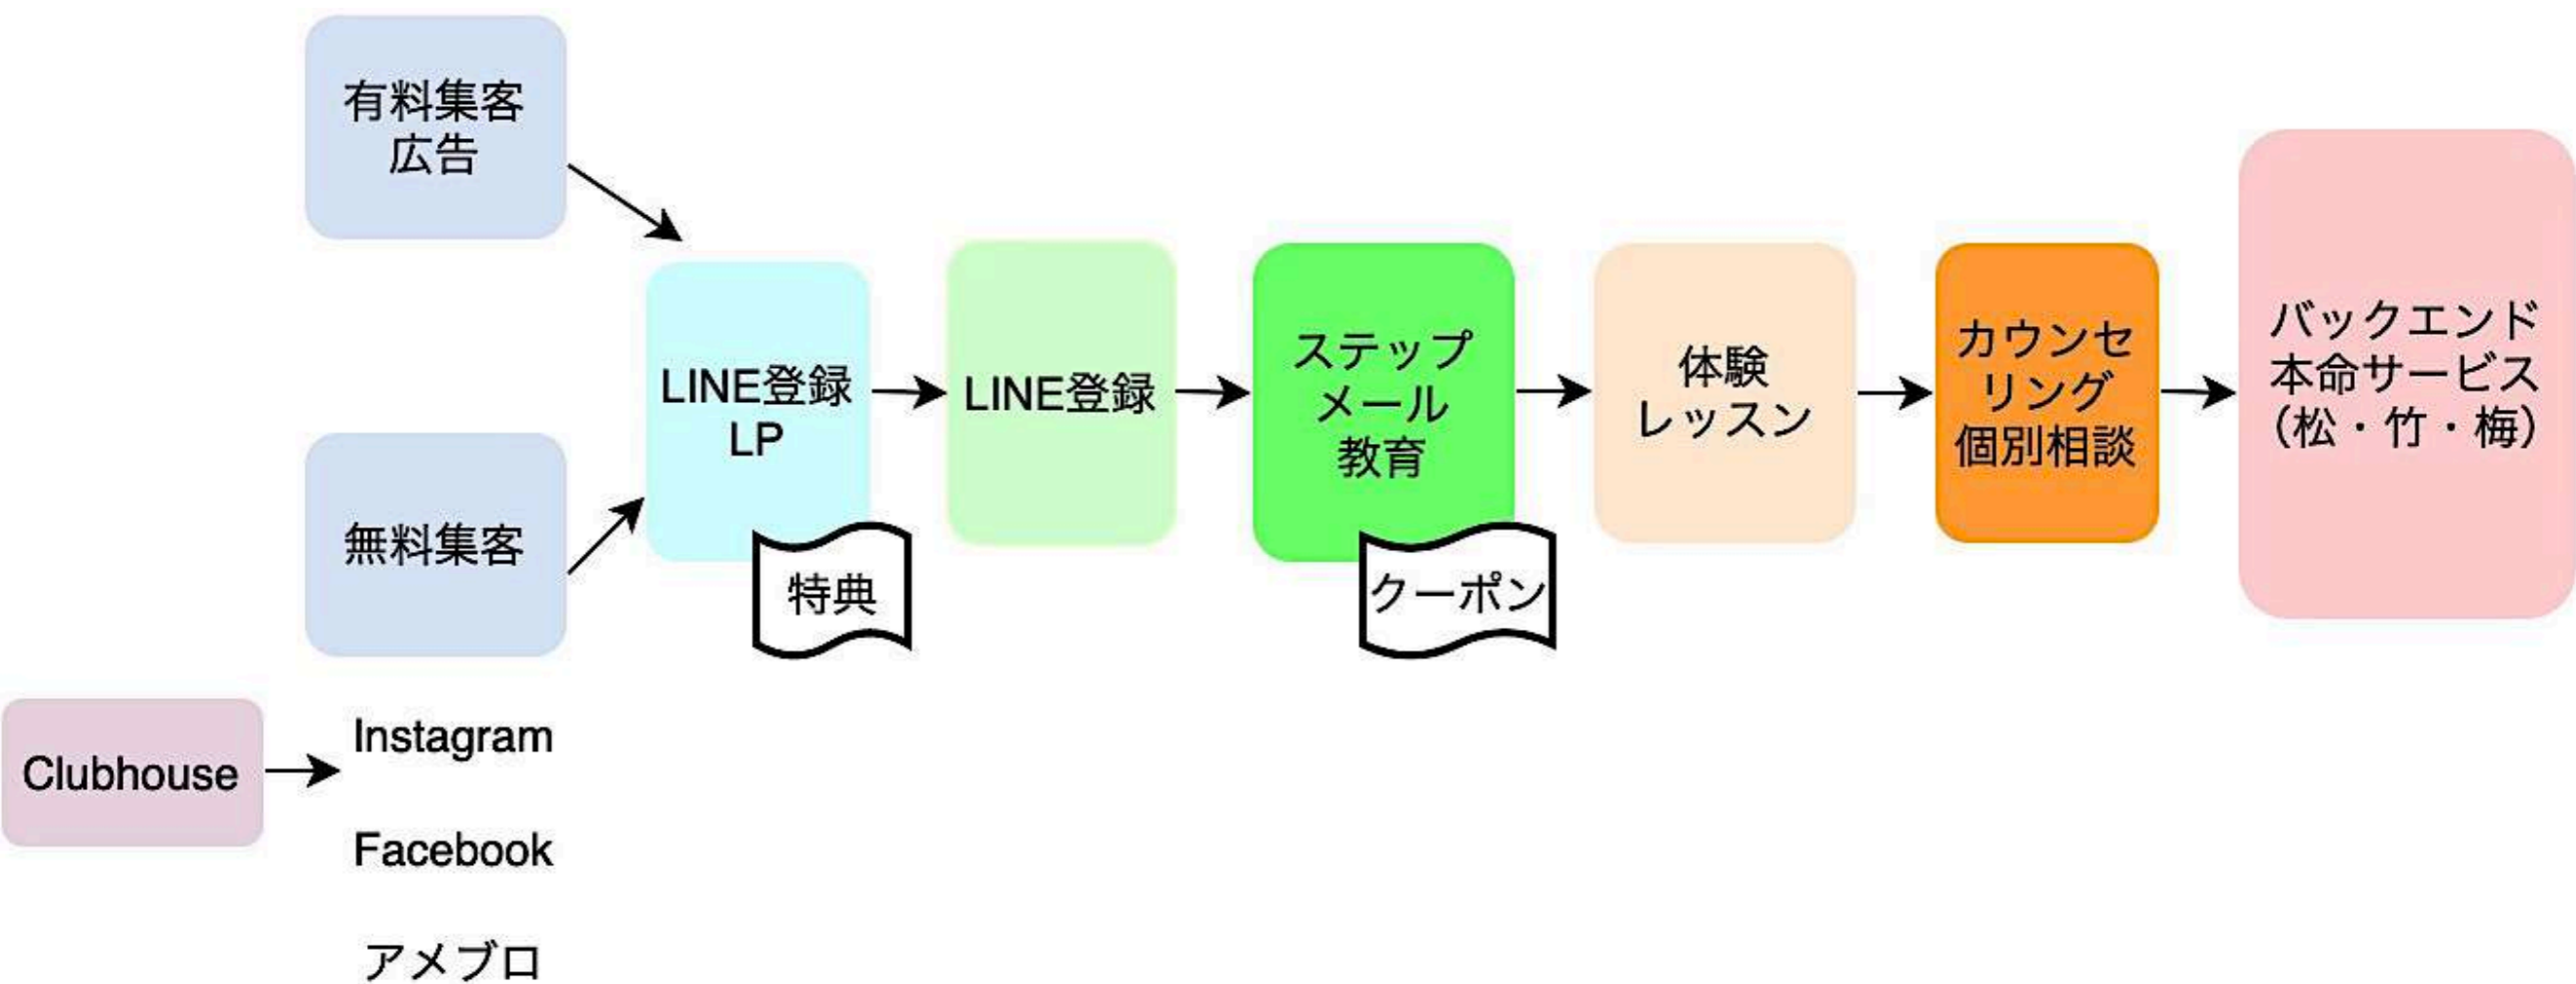 有料集客
広告
無料集客
Clubhouse
Instagram
Facebook
アメブロ
LINE登録
LP
特典
LINE登録
ステップ
メール
教育
クーポン
体験
レッスン
カウンセ
リング
個別相談
バックエンド
本命サービス
（松・竹・梅）